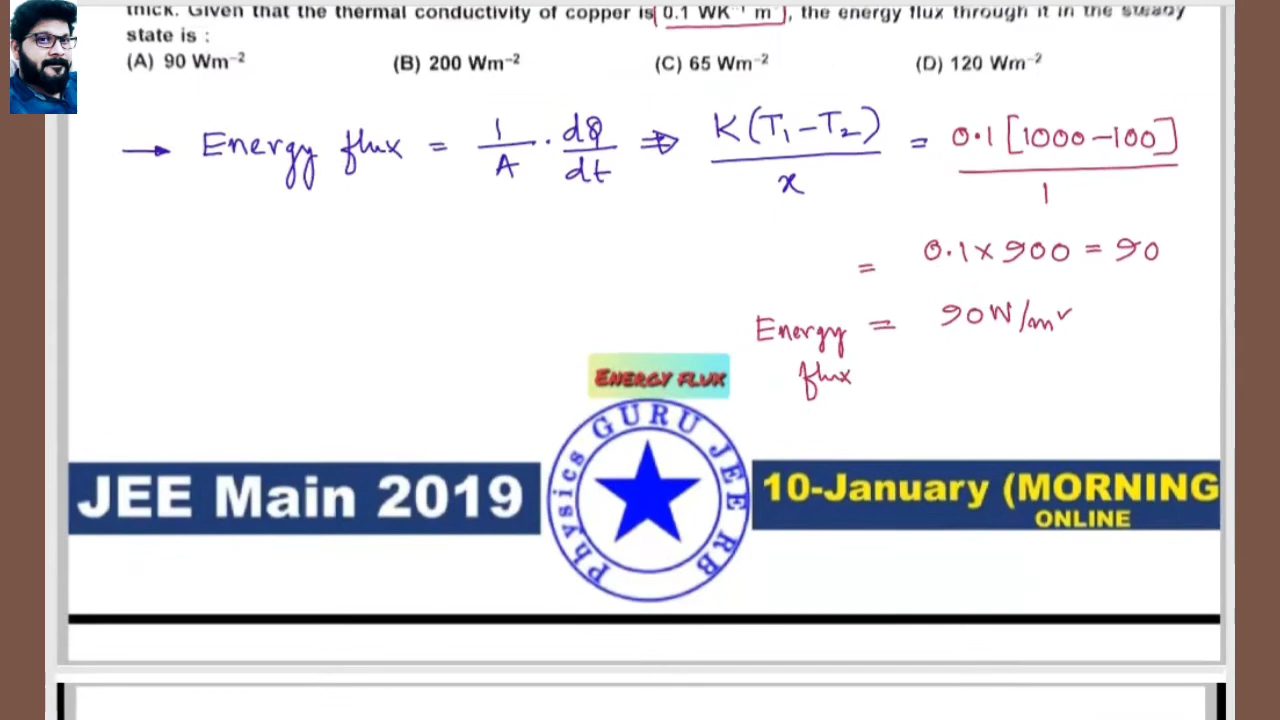 thick. Given that the thermal conductivity of copper is 0.1 WK⁻¹ m⁻¹, the energy flux through it in the steady
state is :
(A) 90 Wm⁻² (B) 200 Wm⁻² (C) 65 Wm⁻² (D) 120 Wm⁻²
→ Energy flux = 1/A · dQ/dt ⇒ K(T₁-T₂)/x = 0.1[1000-100]/1
= 0.1×900 = 90
Energy flux = 90W/m²
ENERGY FLUX
JEE Main 2019
Physics GURU JEE RB
10-January (MORNING
ONLINE